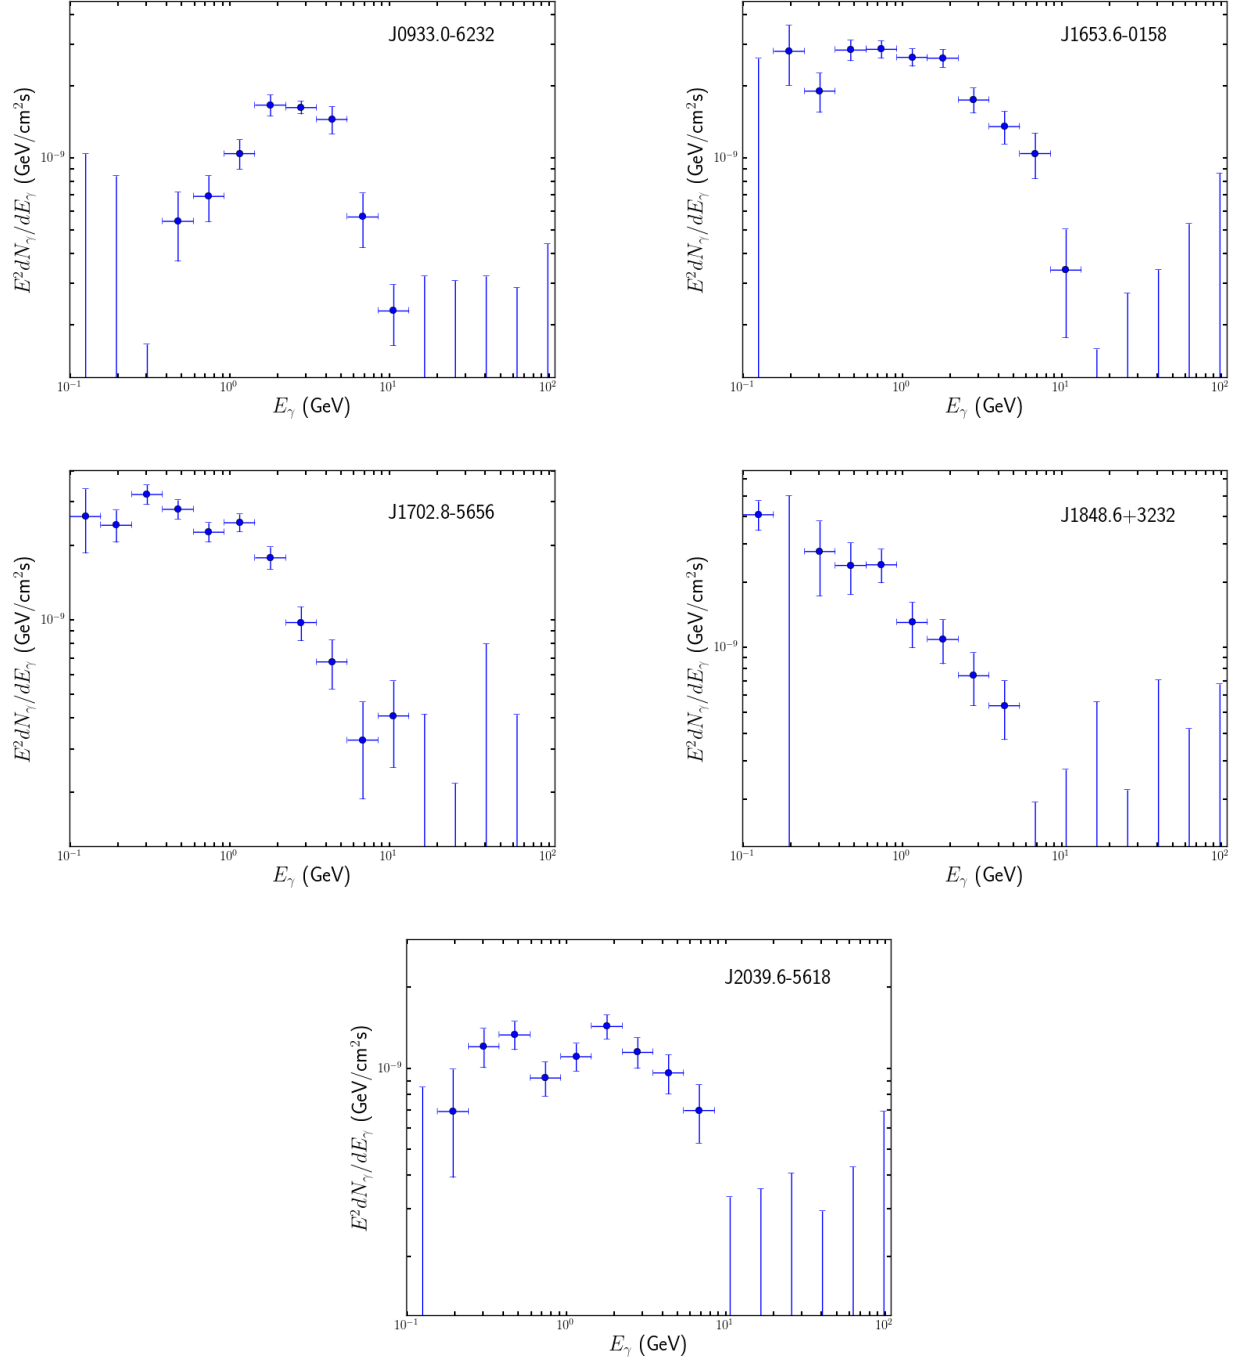 J0933.0-6232
10⁻⁹
E²dNγ/dEγ (GeV/cm²s)
10⁻¹ 10⁰ 10¹ 10²
Eγ (GeV)
J1653.6-0158
10⁻⁹
E²dNγ/dEγ (GeV/cm²s)
10⁻¹ 10⁰ 10¹ 10²
Eγ (GeV)
J1702.8-5656
10⁻⁹
E²dNγ/dEγ (GeV/cm²s)
10⁻¹ 10⁰ 10¹ 10²
Eγ (GeV)
J1848.6+3232
10⁻⁹
E²dNγ/dEγ (GeV/cm²s)
10⁻¹ 10⁰ 10¹ 10²
Eγ (GeV)
J2039.6-5618
10⁻⁹
E²dNγ/dEγ (GeV/cm²s)
10⁻¹ 10⁰ 10¹ 10²
Eγ (GeV)